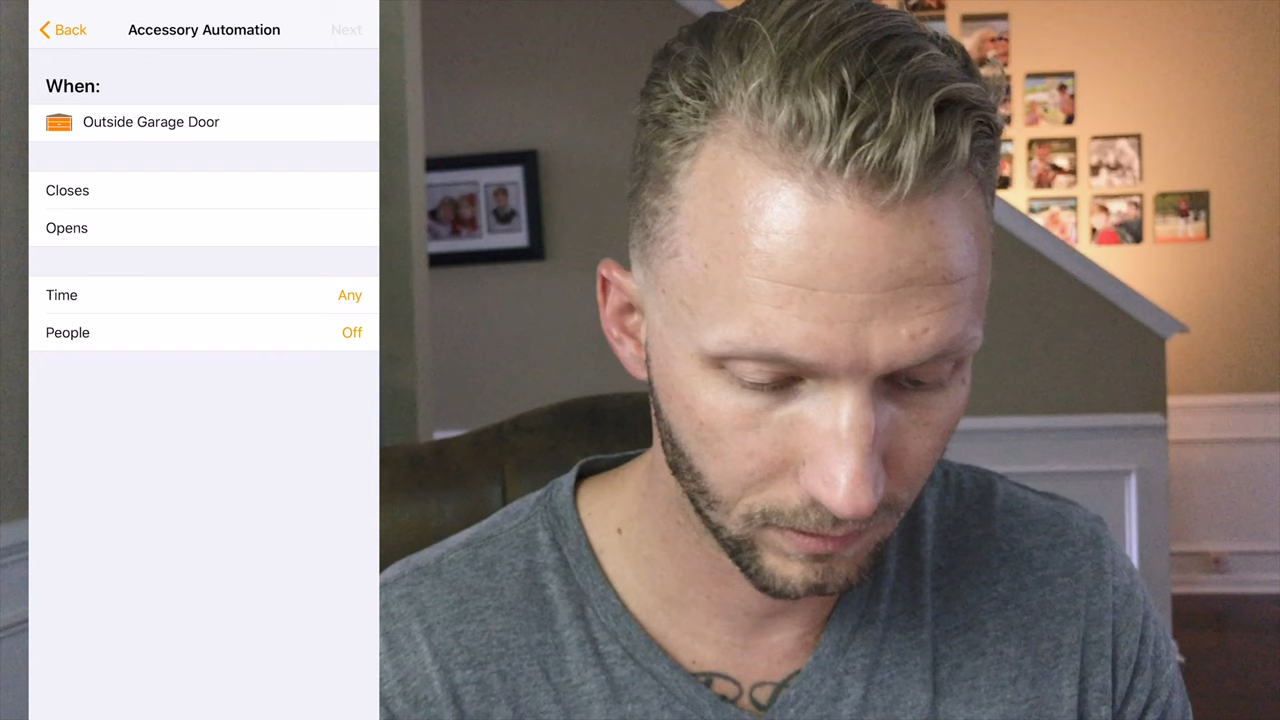 Back
Accessory Automation
Next
When:
Outside Garage Door
Closes
Opens
Time
Any
People
Off